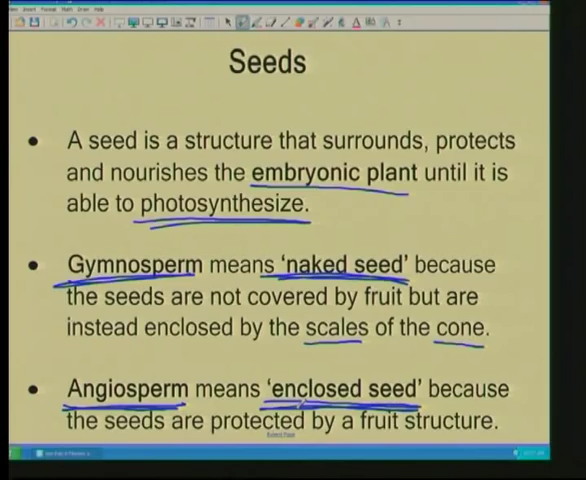 Seeds
• A seed is a structure that surrounds, protects
and nourishes the embryonic plant until it is
able to photosynthesize.
• Gymnosperm means ‘naked seed’ because
the seeds are not covered by fruit but are
instead enclosed by the scales of the cone.
• Angiosperm means ‘enclosed seed’ because
the seeds are protected by a fruit structure.